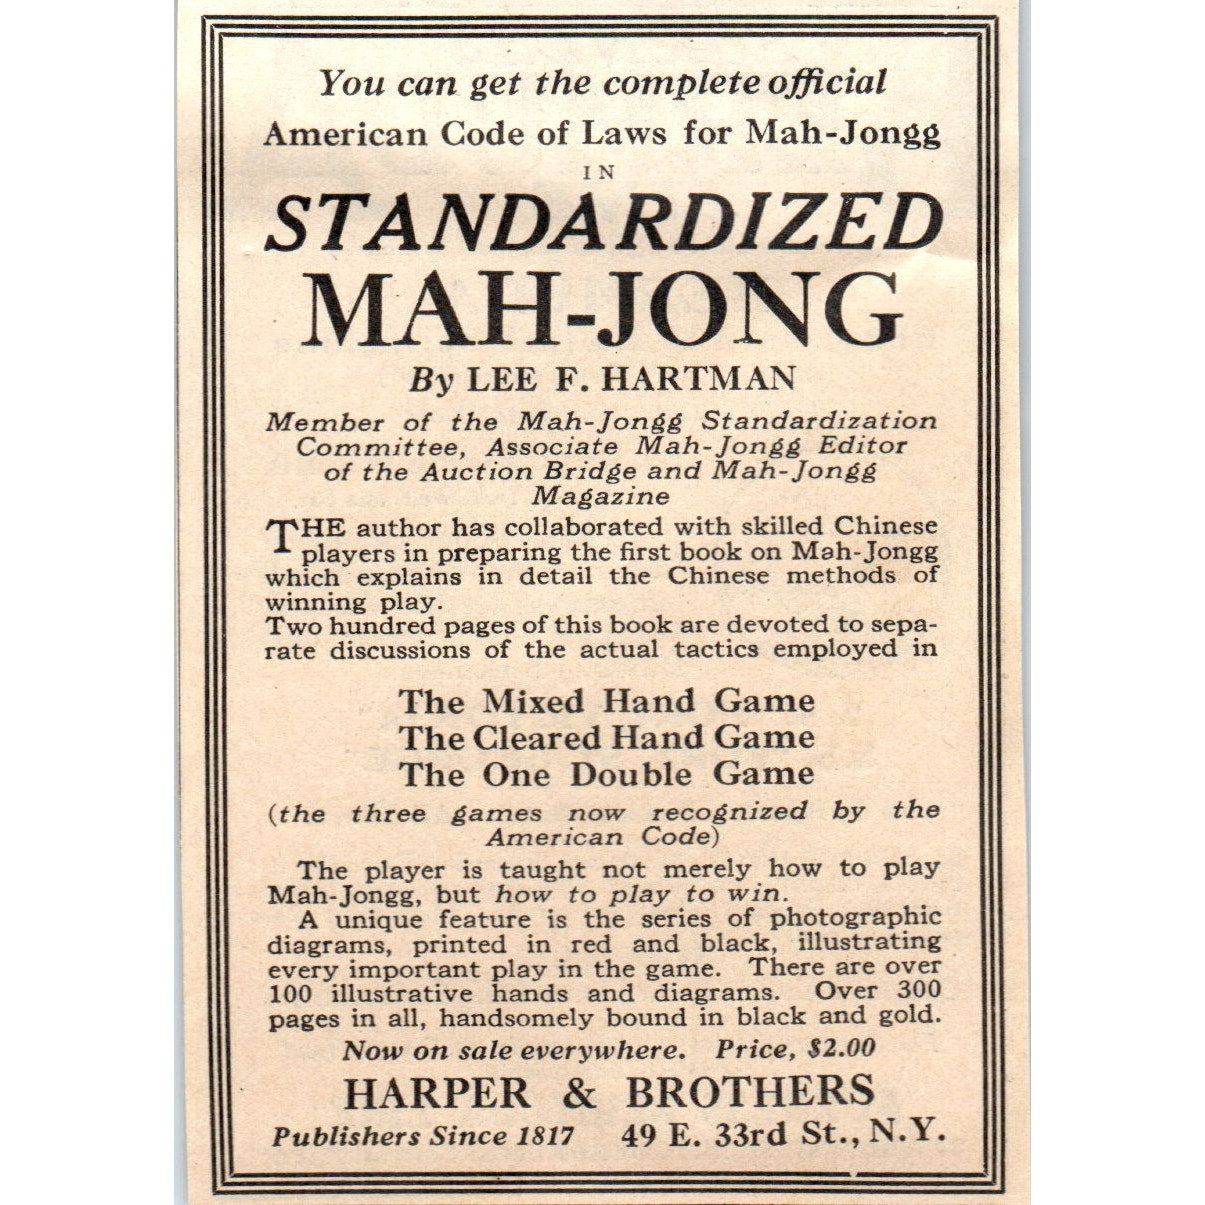 You can get the complete official
American Code of Laws for Mah-Jongg
IN
STANDARDIZED
MAH-JONG
By LEE F. HARTMAN
Member of the Mah-Jongg Standardization
Committee, Associate Mah-Jongg Editor
of the Auction Bridge and Mah-Jongg
Magazine
THE author has collaborated with skilled Chinese
players in preparing the first book on Mah-Jongg
which explains in detail the Chinese methods of
winning play.
Two hundred pages of this book are devoted to sepa-
rate discussions of the actual tactics employed in
The Mixed Hand Game
The Cleared Hand Game
The One Double Game
(the three games now recognized by the
American Code)
The player is taught not merely how to play
Mah-Jongg, but how to play to win.
A unique feature is the series of photographic
diagrams, printed in red and black, illustrating
every important play in the game. There are over
100 illustrative hands and diagrams. Over 300
pages in all, handsomely bound in black and gold.
Now on sale everywhere. Price, $2.00
HARPER & BROTHERS
Publishers Since 1817 49 E. 33rd St., N.Y.